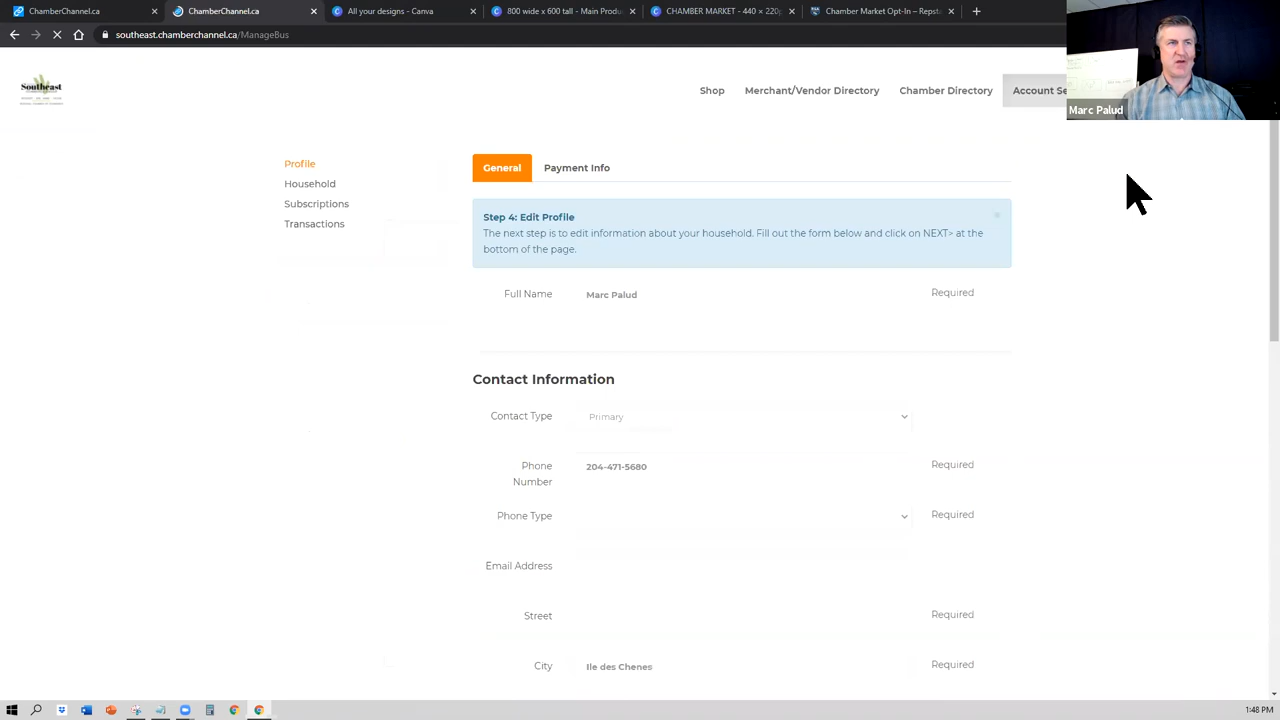 ChamberChannel.ca
ChamberChannel.ca
All your designs - Canva
800 wide x 600 tall - Main Produ
CHAMBER MARKET - 440 x 220p
Chamber Market Opt-In – Repsta
southeast.chamberchannel.ca/ManageBus
Southeast
Shop
Merchant/Vendor Directory
Chamber Directory
Account Se
Marc Palud
Profile
Household
Subscriptions
Transactions
General
Payment Info
Step 4: Edit Profile
The next step is to edit information about your household. Fill out the form below and click on NEXT> at the
bottom of the page.
Full Name
Marc Palud
Required
Contact Information
Contact Type
Primary
Phone
Number
204-471-5680
Required
Phone Type
Required
Email Address
Street
Required
City
Ile des Chenes
Required
1:48 PM